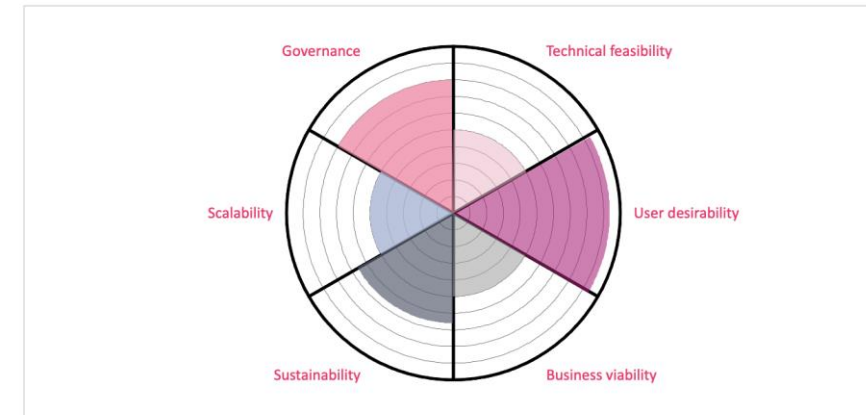 Governance
Technical feasibility
Scalability
User desirability
Sustainability
Business viability